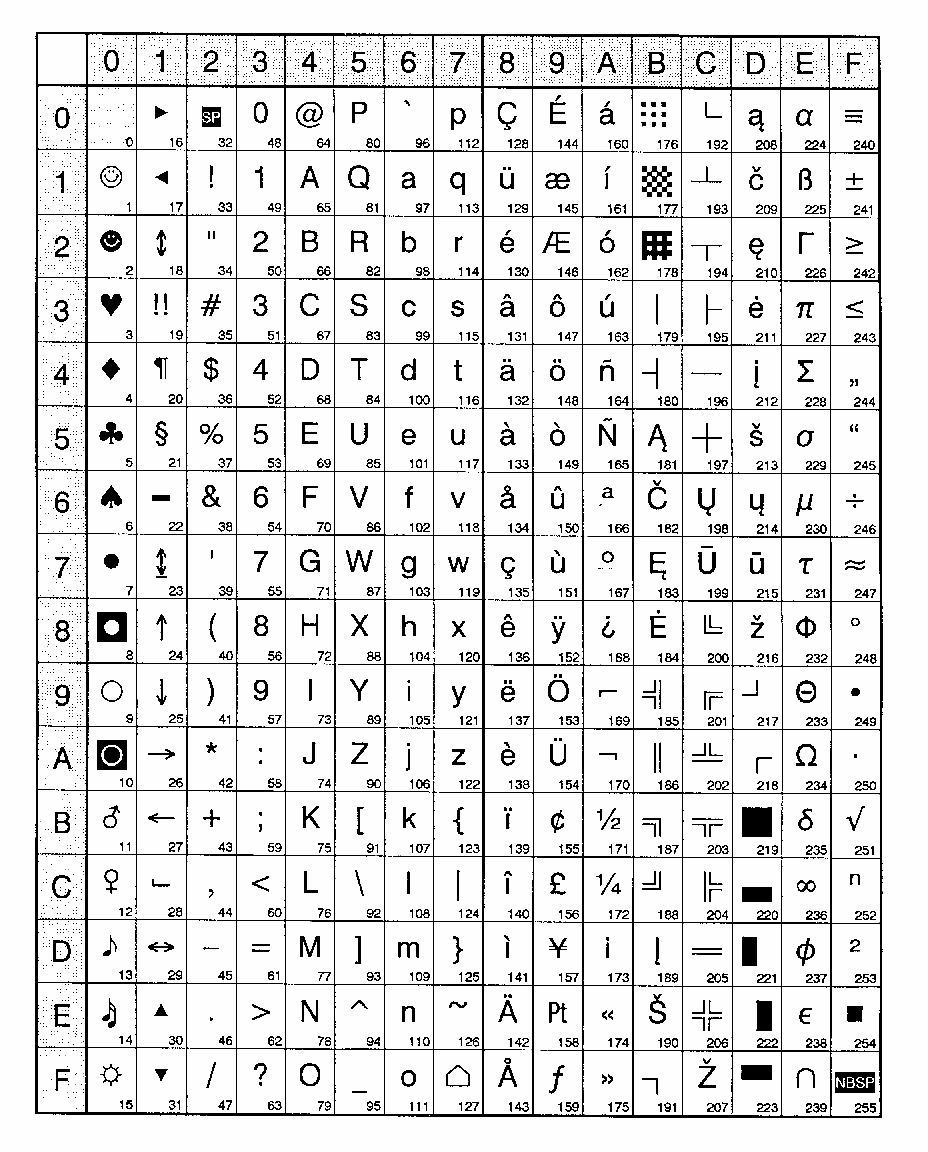 0 1 2 3 4 5 6 7 8 9 A B C D E F
0 ► SP 0 @ P ` p Ç É á ░ └ ą α ≡
0 16 32 48 64 80 96 112 128 144 160 176 192 208 224 240
1 ☺ ◄ ! 1 A Q a q ü æ í ▒ ┴ č ß ±
1 17 33 49 65 81 97 113 129 145 161 177 193 209 225 241
2 ☻ ↕ " 2 B R b r é Æ ó ▓ ┬ ę Γ ≥
2 18 34 50 66 82 98 114 130 146 162 178 194 210 226 242
3 ♥ !! # 3 C S c s â ô ú │ ├ ė π ≤
3 19 35 51 67 83 99 115 131 147 163 179 195 211 227 243
4 ♦ ¶ $ 4 D T d t ä ö ñ ┤ ─ į Σ „
4 20 36 52 68 84 100 116 132 148 164 180 196 212 228 244
5 ♣ § % 5 E U e u à ò Ñ Ą ┼ š σ “
5 21 37 53 69 85 101 117 133 149 165 181 197 213 229 245
6 ♠ ▬ & 6 F V f v å û ª Č Ų ų µ ÷
6 22 38 54 70 86 102 118 134 150 166 182 198 214 230 246
7 • ↨ ' 7 G W g w ç ù º Ę Ū ū τ ≈
7 23 39 55 71 87 103 119 135 151 167 183 199 215 231 247
8 ◘ ↑ ( 8 H X h x ê ÿ ¿ Ė ╚ ž Φ °
8 24 40 56 72 88 104 120 136 152 168 184 200 216 232 248
9 ○ ↓ ) 9 I Y i y ë Ö ⌐ ╣ ╔ ┘ Θ •
9 25 41 57 73 89 105 121 137 153 169 185 201 217 233 249
A ◙ → * : J Z j z è Ü ¬ ║ ╩ ┌ Ω ·
10 26 42 58 74 90 106 122 138 154 170 186 202 218 234 250
B ♂ ← + ; K [ k { ï ¢ ½ ╗ ╦ █ δ √
11 27 43 59 75 91 107 123 139 155 171 187 203 219 235 251
C ♀ ∟ , < L \ l | î £ ¼ ╝ ╠ ▄ ∞ ⁿ
12 28 44 60 76 92 108 124 140 156 172 188 204 220 236 252
D ♪ ↔ – = M ] m } ì ¥ i Į ═ ▌ φ ²
13 29 45 61 77 93 109 125 141 157 173 189 205 221 237 253
E ♫ ▲ . > N ^ n ~ Ä Pt « Š ╬ ▐ ϵ ■
14 30 46 62 78 94 110 126 142 158 174 190 206 222 238 254
F ☼ ▼ / ? O _ o ⌂ Å ƒ » ┐ Ž ▀ ∩ NBSP
15 31 47 63 79 95 111 127 143 159 175 191 207 223 239 255